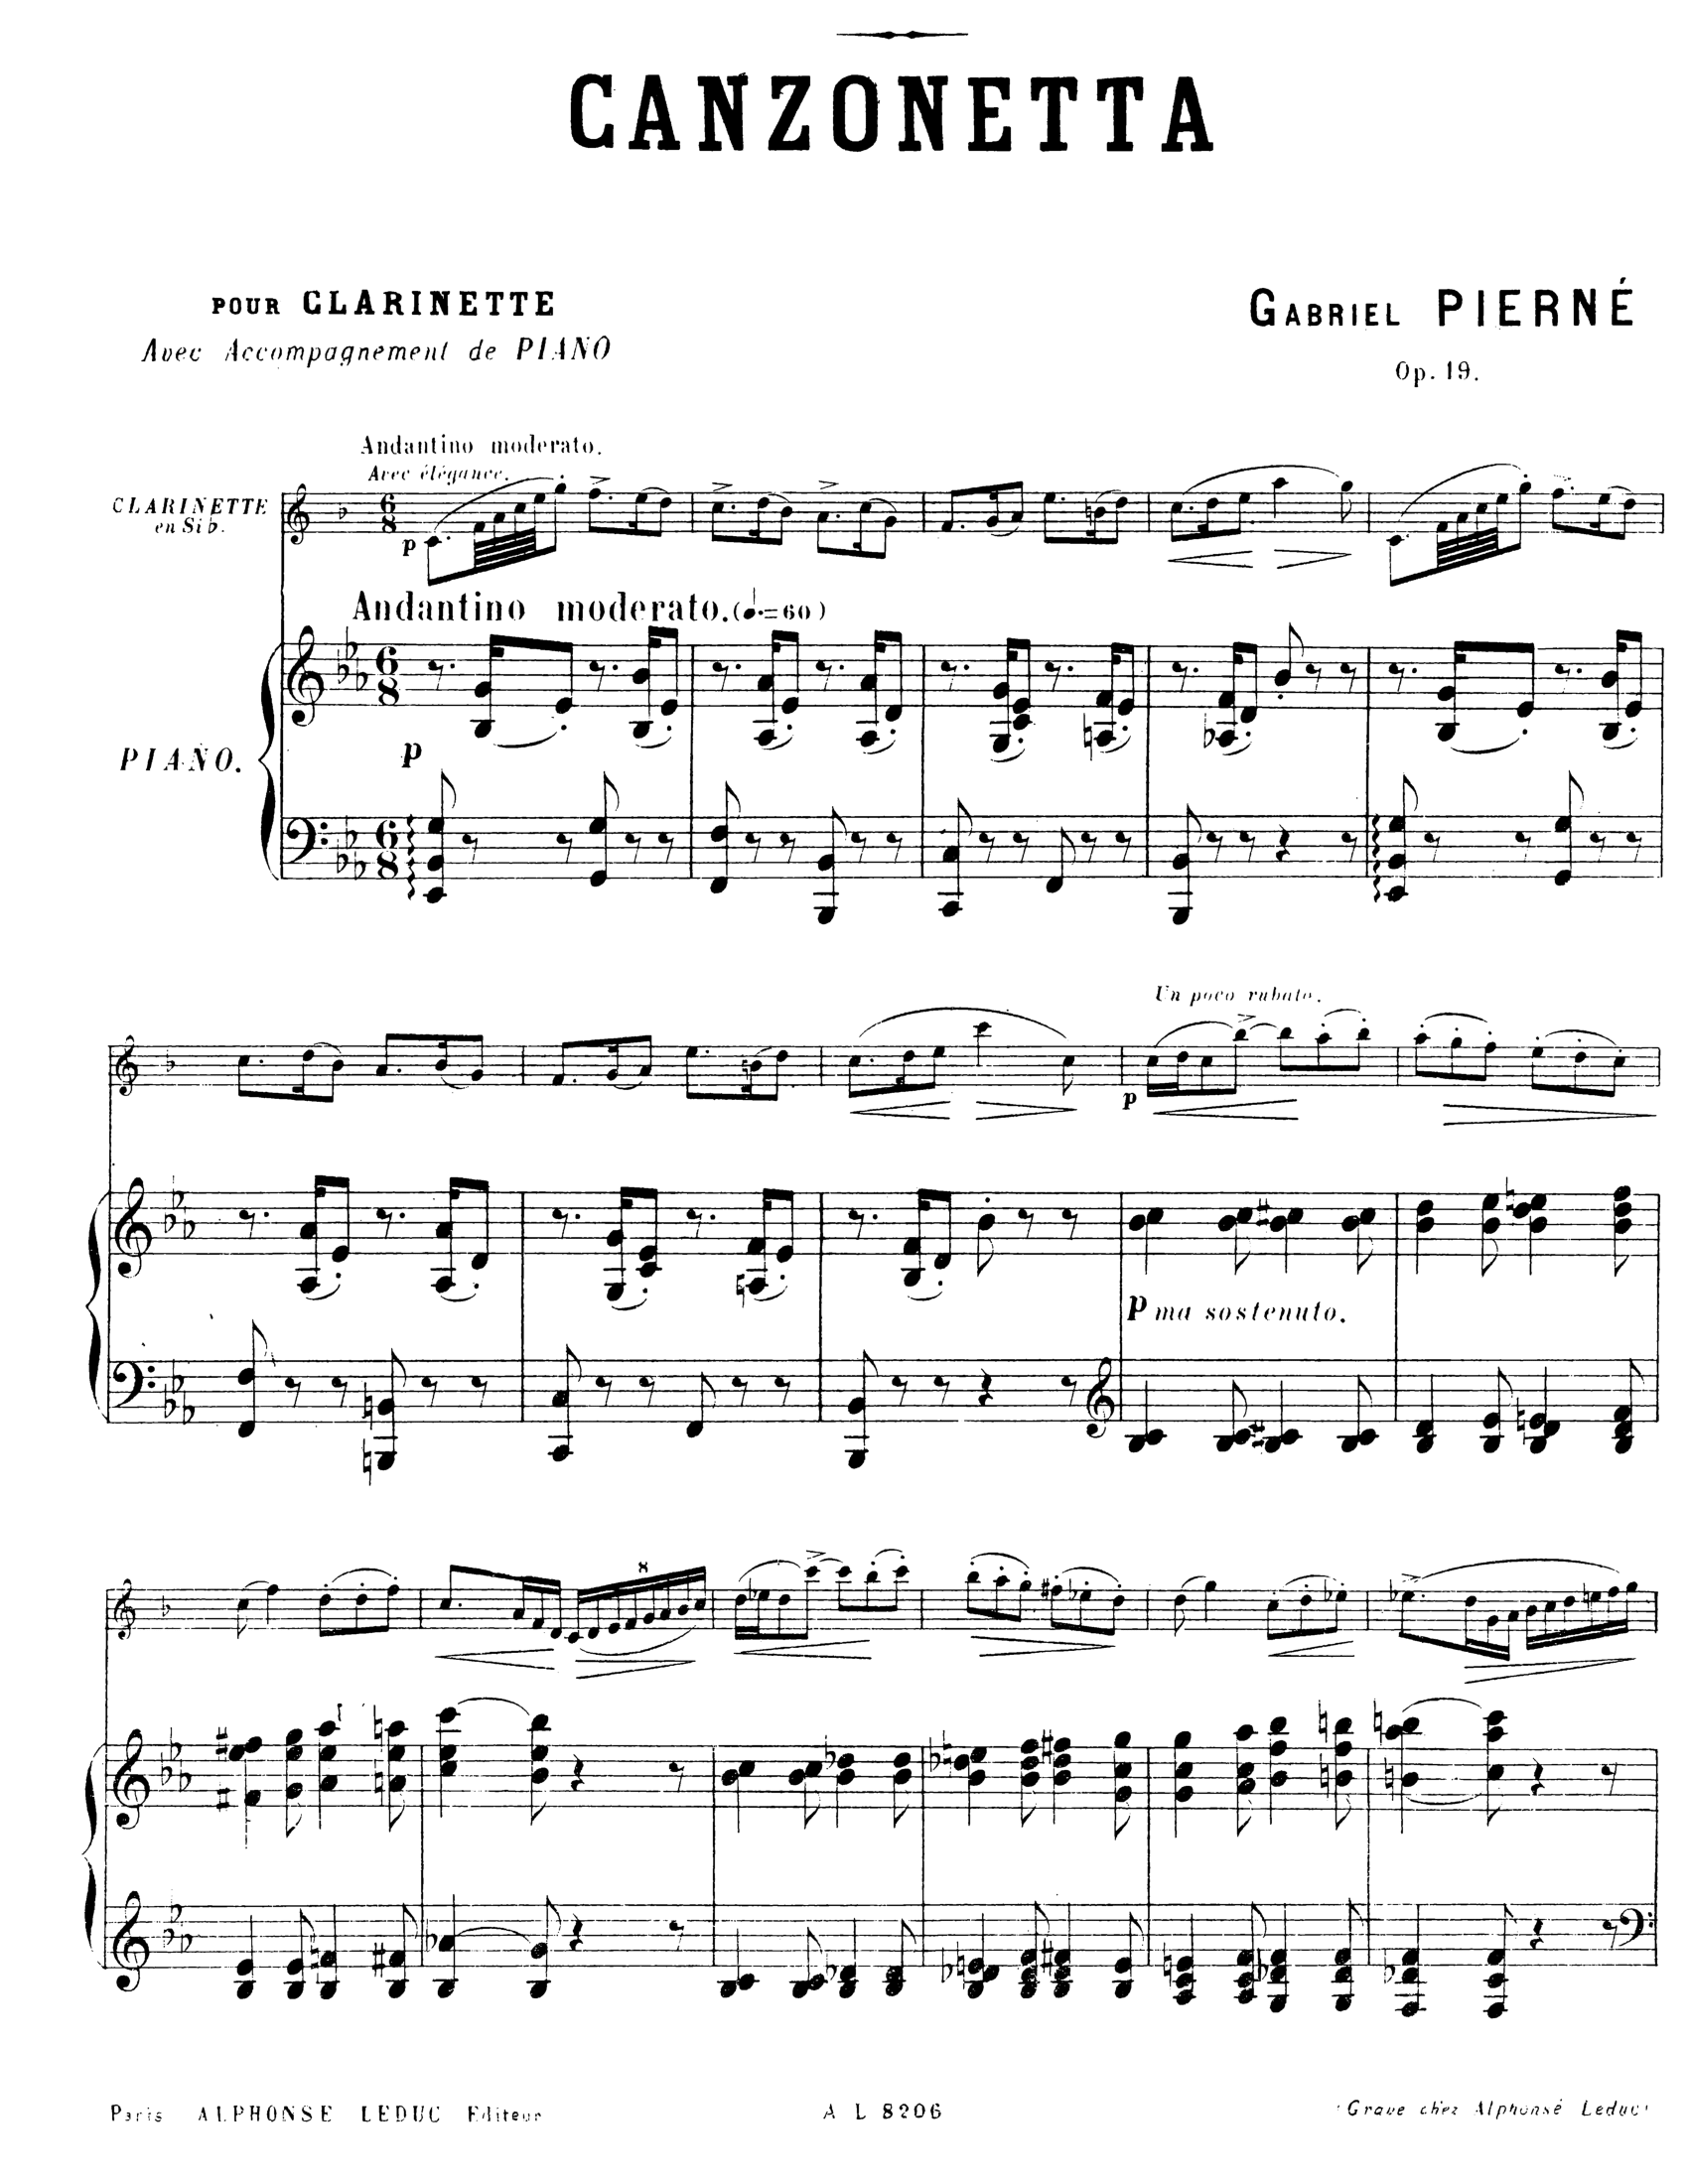 CANZONETTA
POUR CLARINETTE
Avec Accompagnement de PIANO
GABRIEL PIERNÉ
Op. 19.
Andantino moderato.
Avec élégance.
CLARINETTE
en Si b.
p
Andantino moderato. (♩.=60)
PIANO.
p
Un poco rubato.
p
p ma sostenuto.
8
Paris ALPHONSE LEDUC Editeur
A L 8206
(Gravé chez Alphonse Leduc)